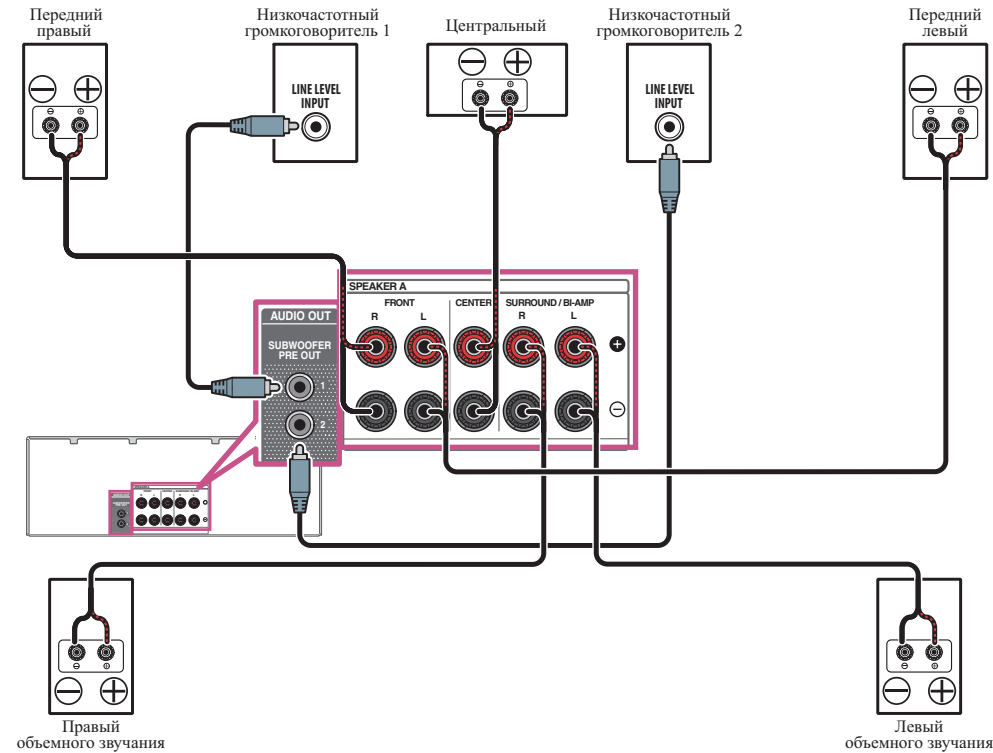 Передний
правый
Низкочастотный
громкоговоритель 1
Центральный
Низкочастотный
громкоговоритель 2
Передний
левый
LINE LEVEL
INPUT
LINE LEVEL
INPUT
SPEAKER A
FRONT
CENTER
SURROUND / BI-AMP
R
L
R
L
AUDIO OUT
SUBWOOFER
PRE OUT
1
2
Правый
объемного звучания
Левый
объемного звучания